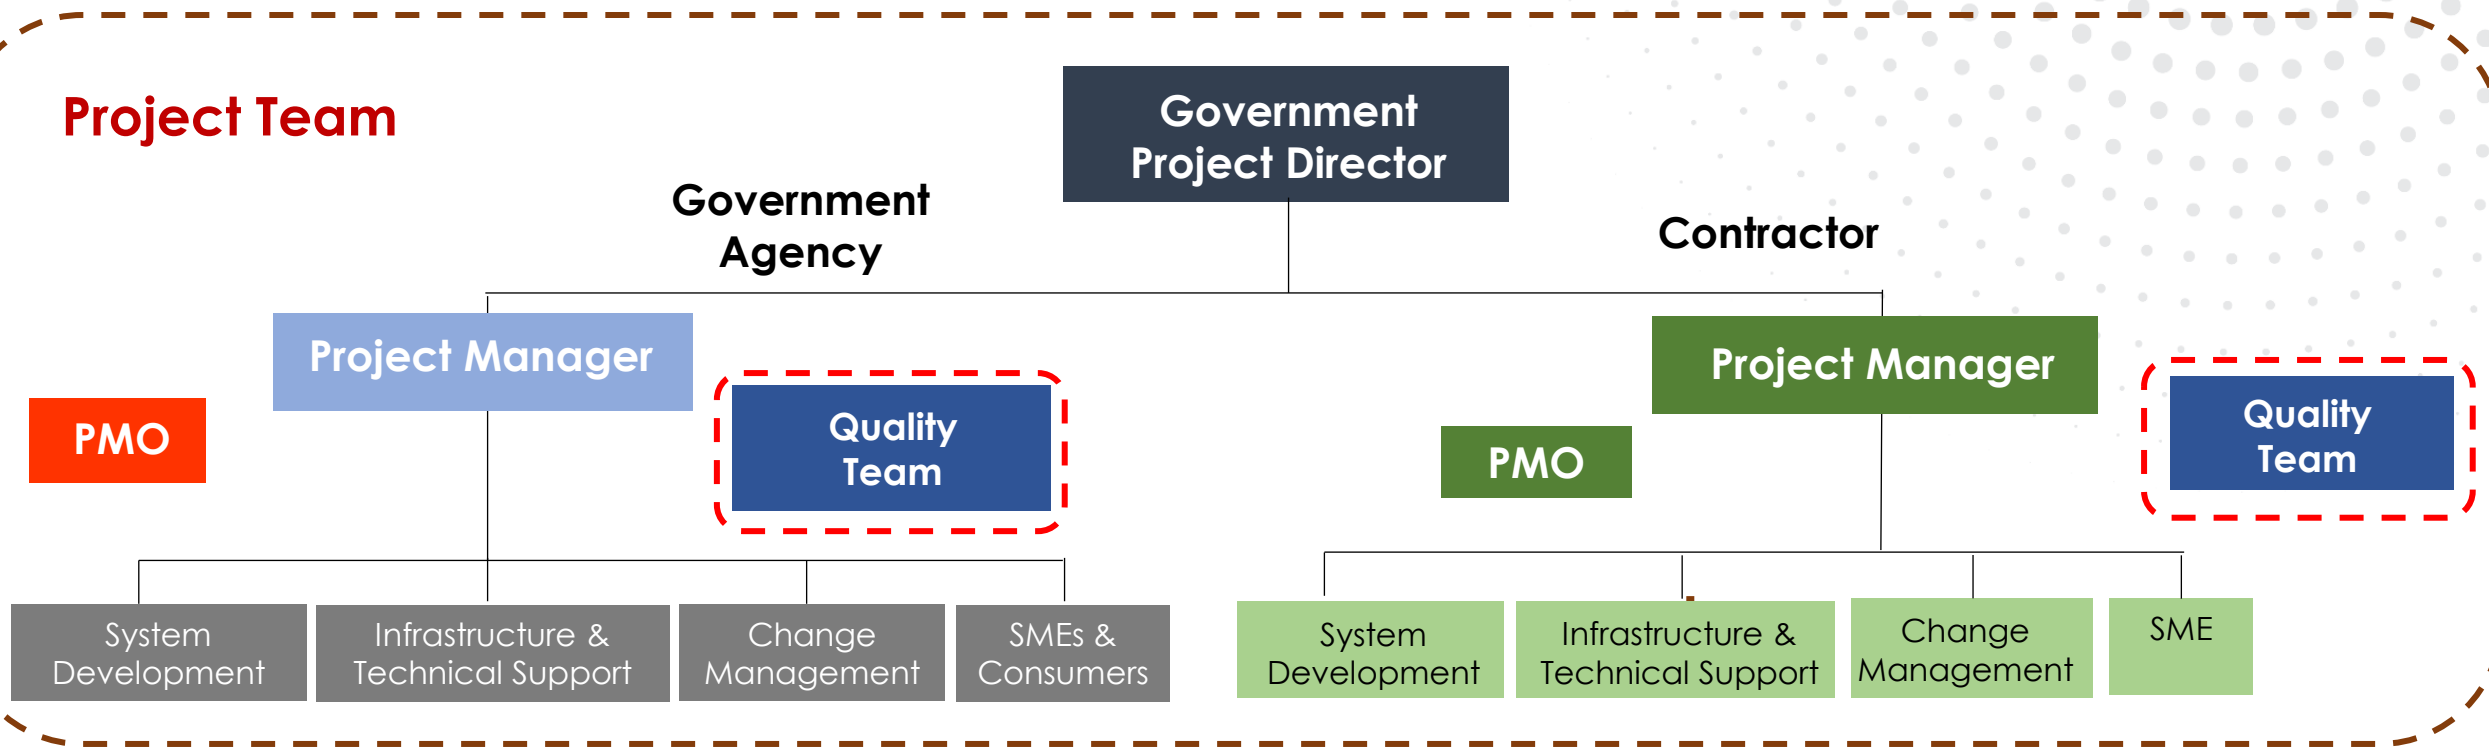 Project Team
Government
Project Director
Government
Agency
Contractor
Project Manager
PMO
Quality
Team
System
Development
Infrastructure &
Technical Support
Change
Management
SMEs &
Consumers
Project Manager
PMO
Quality
Team
System
Development
Infrastructure &
Technical Support
Change
Management
SME